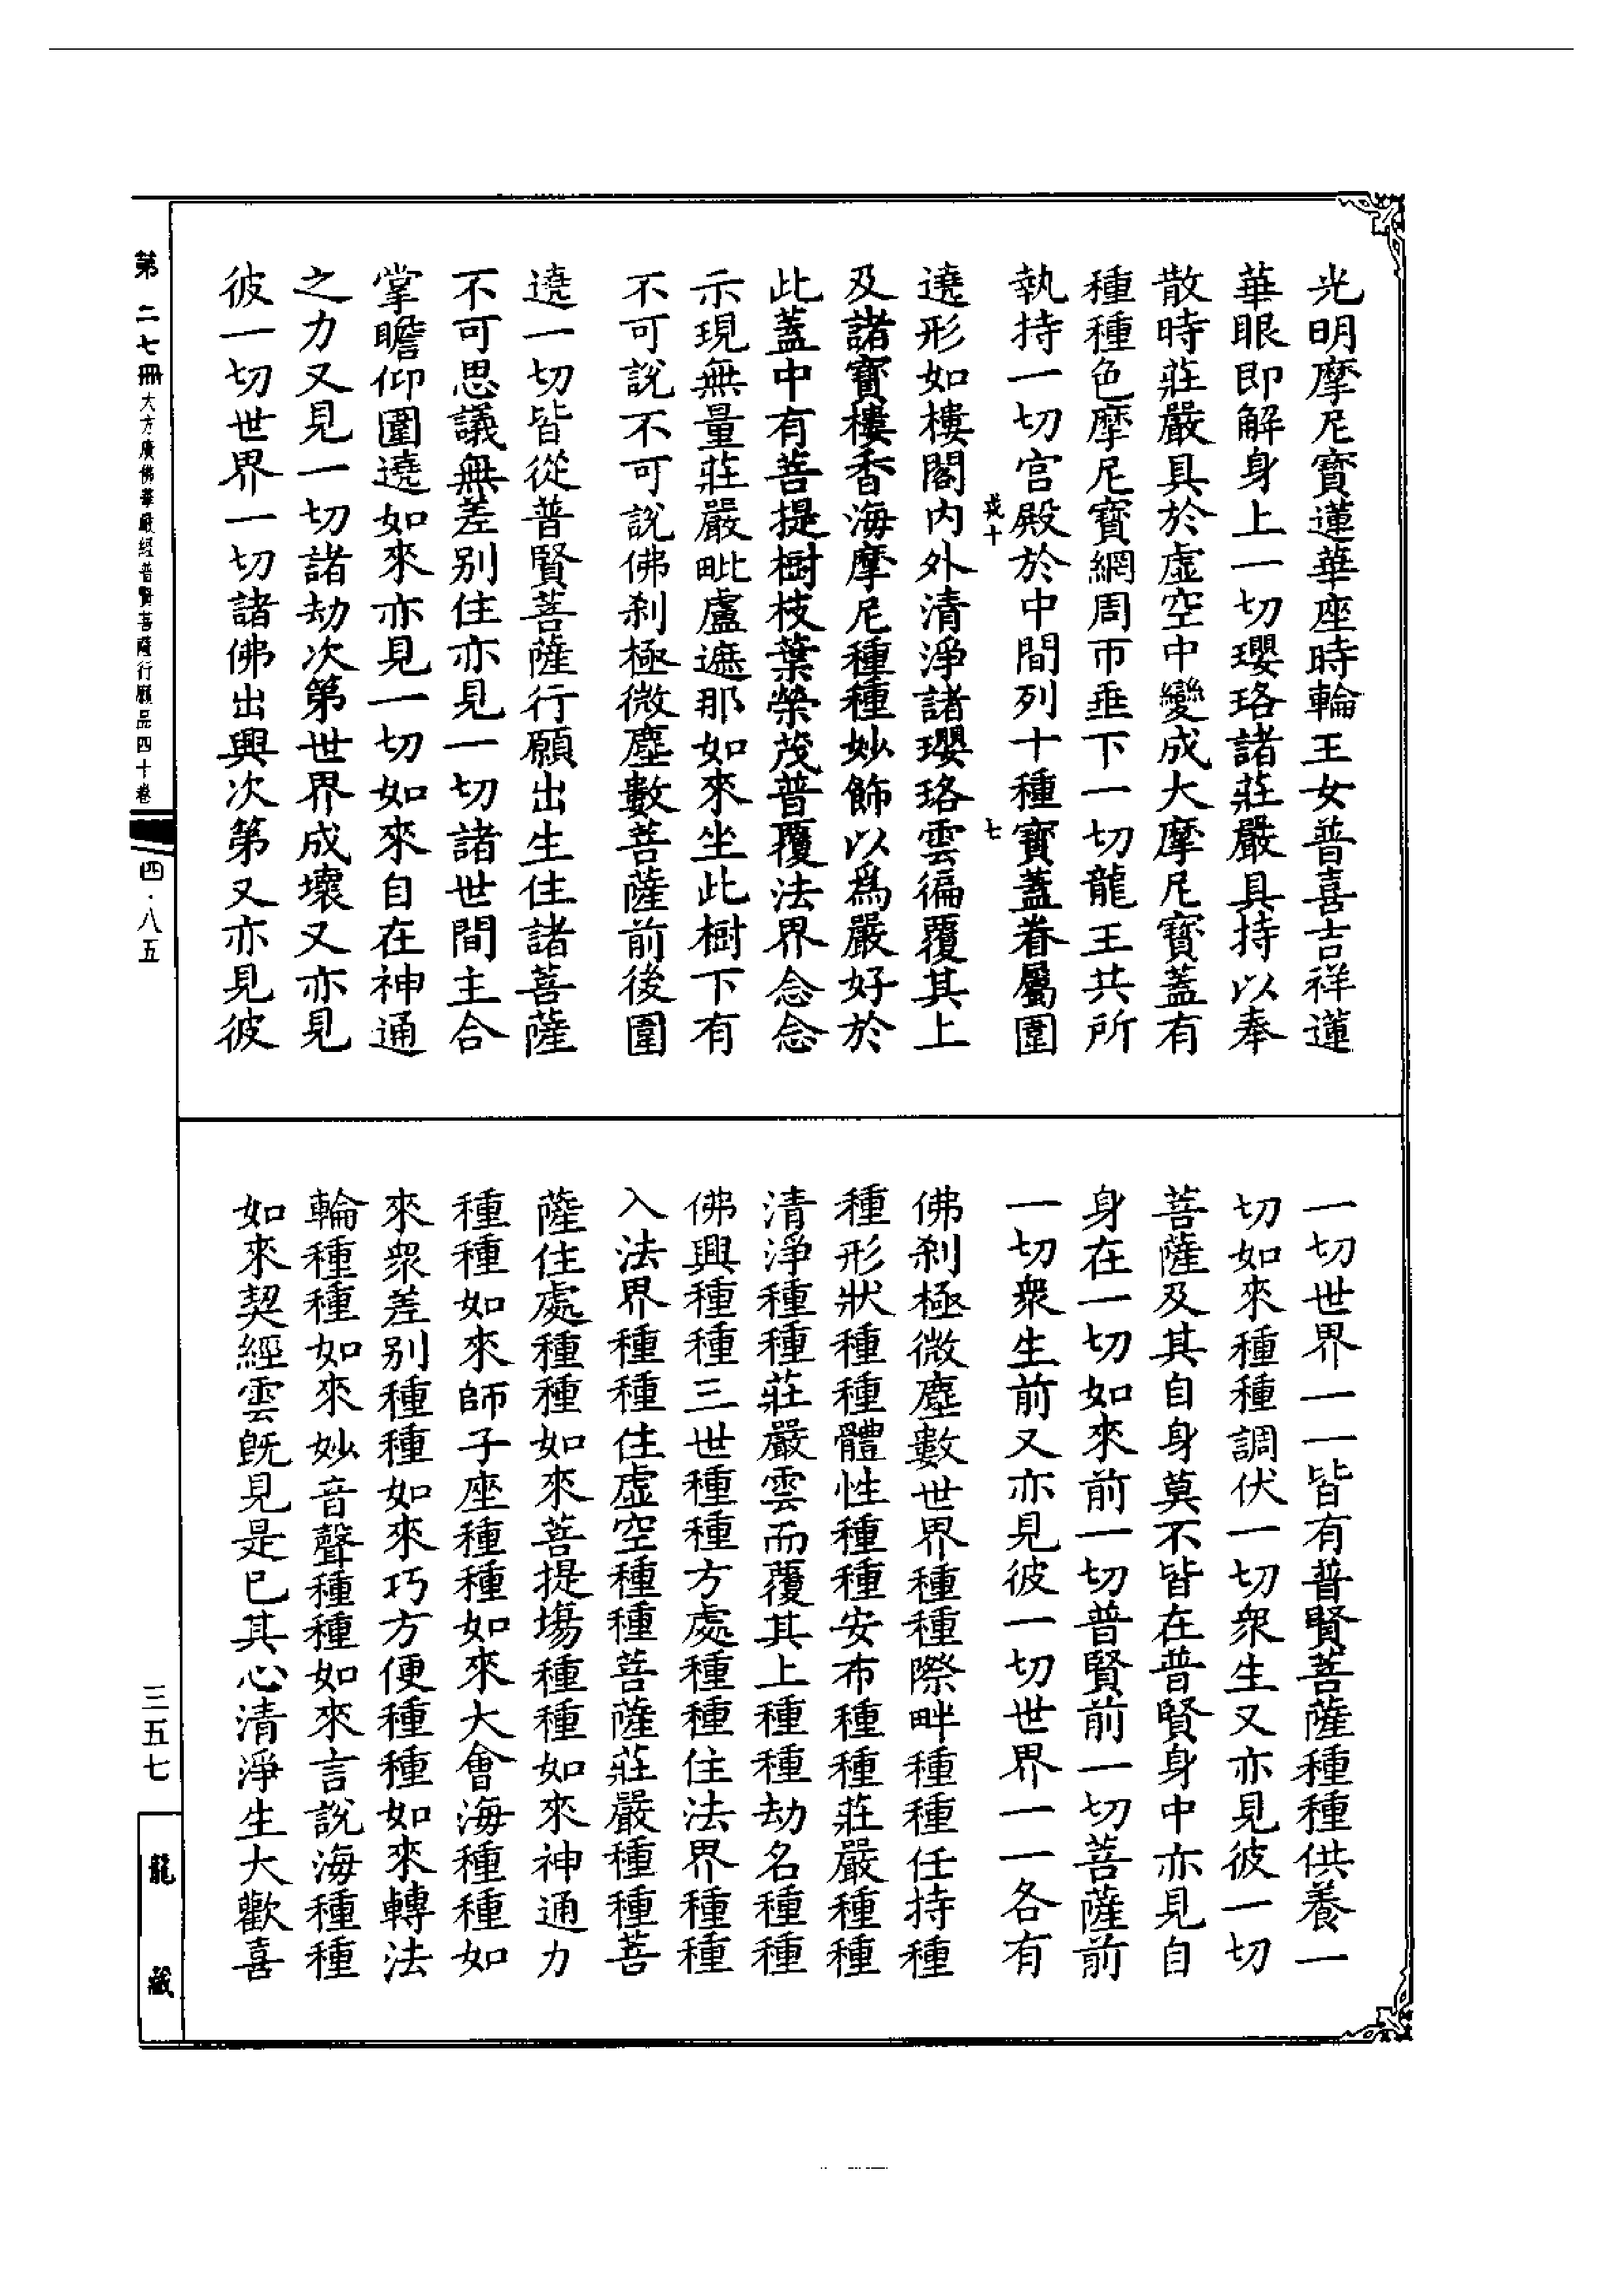 光明摩尼寶蓮華座時輪王女普喜吉祥蓮
華眼即解身上一切瓔珞諸莊嚴具持以奉
散時莊嚴具於虛空中變成大摩尼寶蓋有
種種色摩尼寶網周帀垂下一切龍王共所
執持一切宮殿於中間列十種寶蓋眷屬圍
遶形如樓閣內外清淨諸瓔珞雲徧覆其上
及諸寶樓香海摩尼種種妙飾以為嚴好於
此蓋中有菩提樹枝葉榮茂普覆法界念念
示現無量莊嚴毗盧遮那如來坐此樹下有
不可說不可說佛剎極微塵數菩薩前後圍
遶一切皆從普賢菩薩行願出生住諸菩薩
不可思議無差別住亦見一切諸世間主合
掌瞻仰圍遶如來亦見一切如來自在神通
之力又見一切諸劫次第世界成壞又亦見
彼一切世界一切諸佛出興次第又亦見彼
一切世界一一皆有普賢菩薩種種供養一
切如來種種調伏一切衆生又亦見彼一切
菩薩及其自身莫不皆在普賢身中亦見自
身在一切如來前一切普賢前一切菩薩前
一切衆生前又亦見彼一切世界一一各有
佛剎極微塵數世界種種際畔種種任持種
種形狀種種體性種種安布種種莊嚴種種
清淨種種莊嚴雲而覆其上種種劫名種種
佛興種種三世種種方處種種住法界種種
入法界種種住虛空種種菩薩莊嚴種種菩
薩住處種種如來菩提場種種如來神通力
種種如來師子座種種如來大會海種種如
來衆差別種種如來巧方便種種如來轉法
輪種種如來妙音聲種種如來言說海種種
如來契經雲既見是已其心清淨生大歡喜
第二七冊 大方廣佛華嚴經普賢菩薩行願品四十卷 四·八五
三五七
龍藏